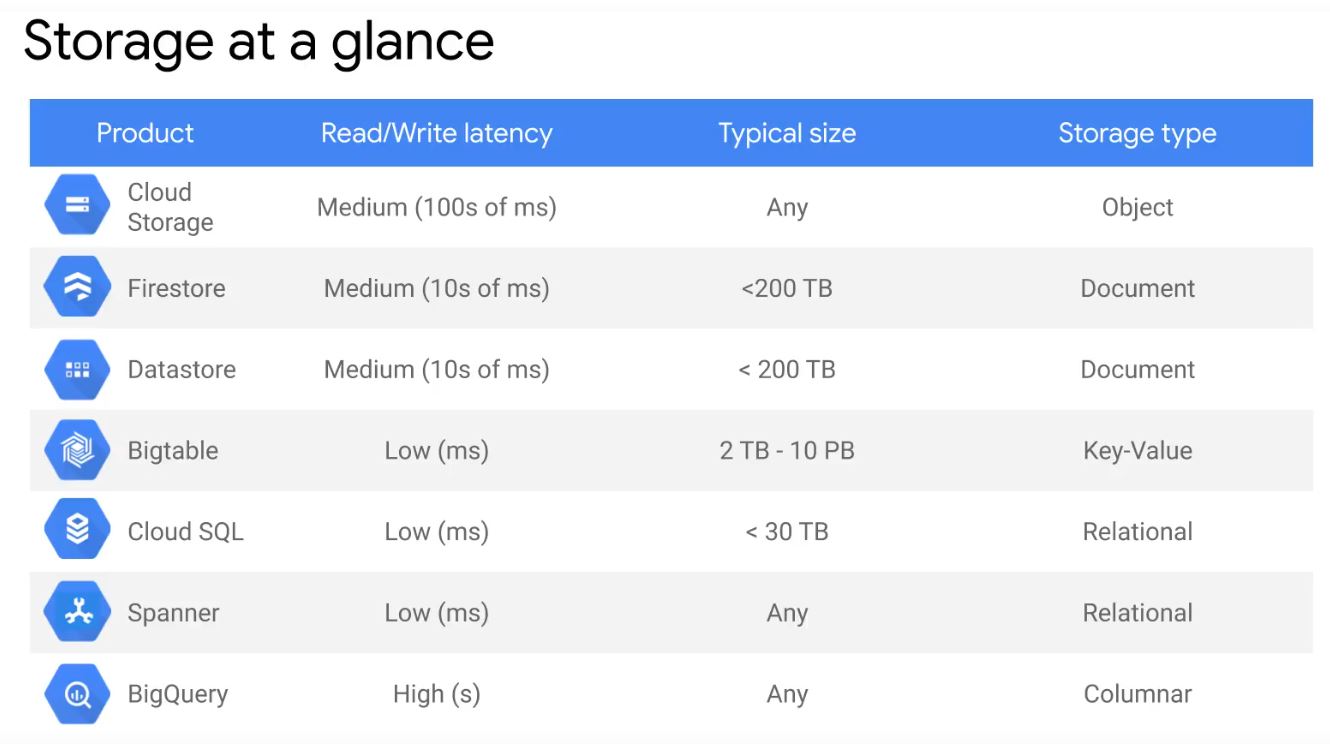 Storage at a glance
Product Read/Write latency Typical size Storage type
Cloud
Storage Medium (100s of ms) Any Object
Firestore Medium (10s of ms) <200 TB Document
Datastore Medium (10s of ms) < 200 TB Document
Bigtable Low (ms) 2 TB - 10 PB Key-Value
Cloud SQL Low (ms) < 30 TB Relational
Spanner Low (ms) Any Relational
BigQuery High (s) Any Columnar